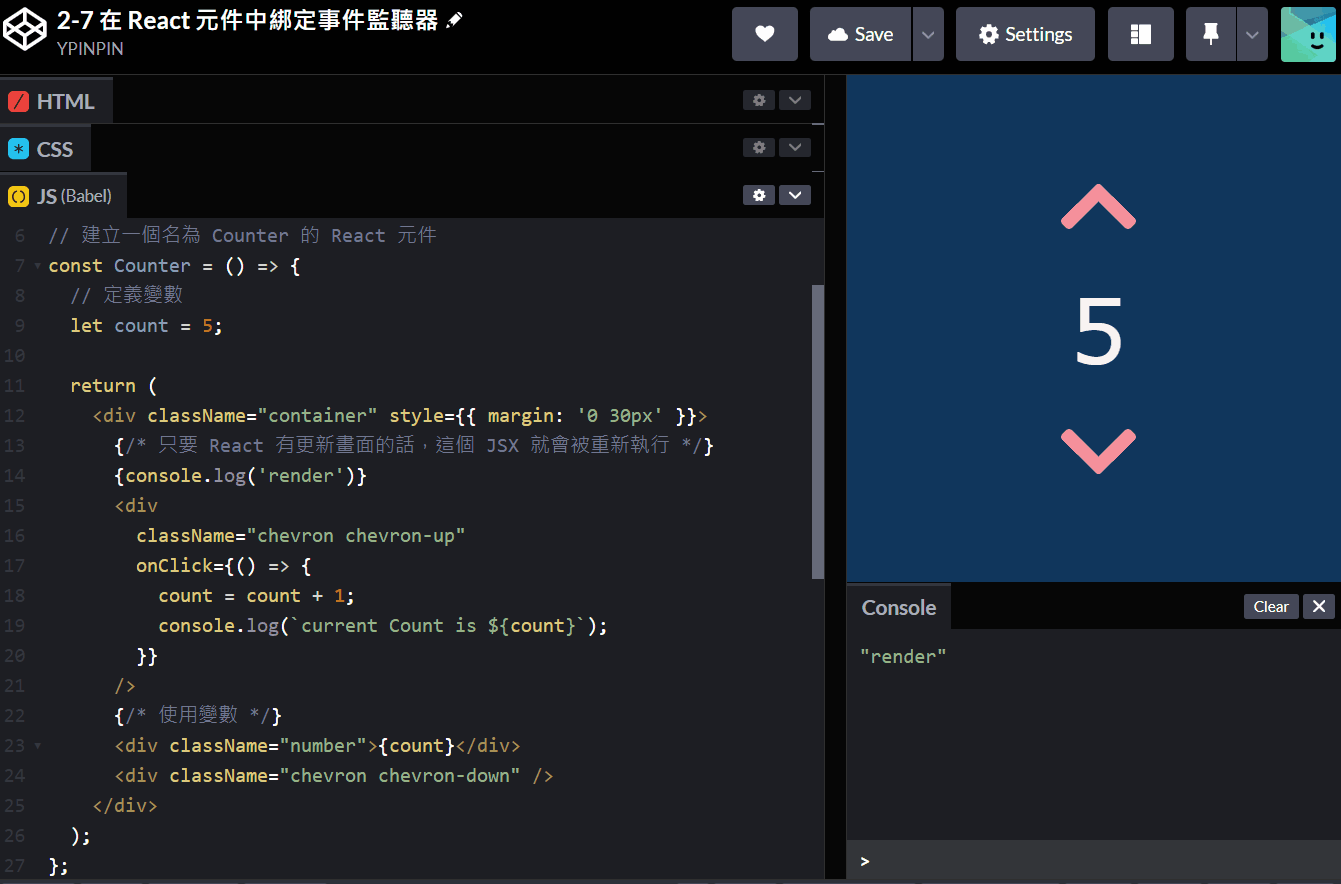 2-7 在 React 元件中綁定事件監聽器
YPINPIN
Save
Settings
HTML
CSS
JS (Babel)
6 // 建立一個名為 Counter 的 React 元件
7 const Counter = () => {
8 // 定義變數
9 let count = 5;
10
11 return (
12 <div className="container" style={{ margin: '0 30px' }}>
13 {/* 只要 React 有更新畫面的話，這個 JSX 就會被重新執行 */}
14 {console.log('render')}
15 <div
16 className="chevron chevron-up"
17 onClick={() => {
18 count = count + 1;
19 console.log(`current Count is ${count}`);
20 }}
21 />
22 {/* 使用變數 */}
23 <div className="number">{count}</div>
24 <div className="chevron chevron-down" />
25 </div>
26 );
27 };
5
Console
Clear
"render"
>